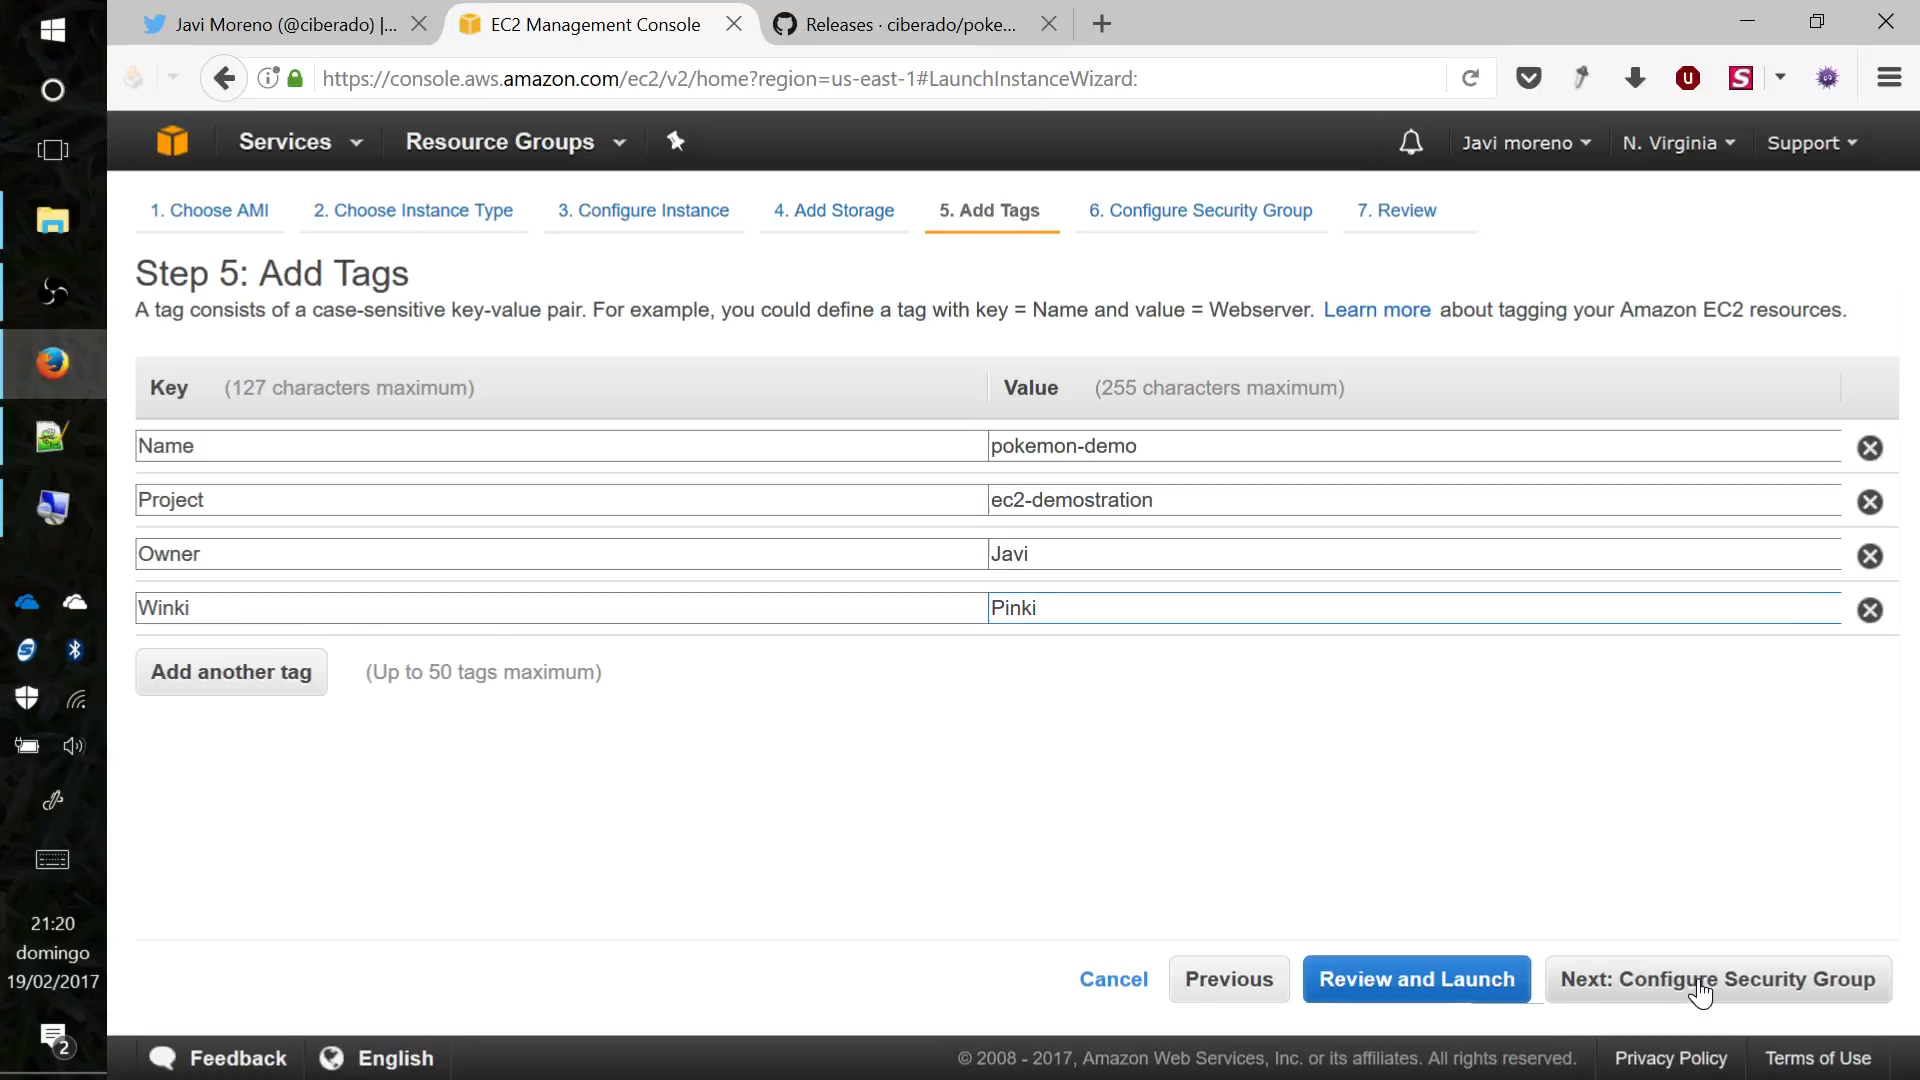 Javi Moreno (@ciberado) |...
EC2 Management Console
Releases · ciberado/poke...
https://console.aws.amazon.com/ec2/v2/home?region=us-east-1#LaunchInstanceWizard:
Services
Resource Groups
Javi moreno
N. Virginia
Support
1. Choose AMI
2. Choose Instance Type
3. Configure Instance
4. Add Storage
5. Add Tags
6. Configure Security Group
7. Review
Step 5: Add Tags
A tag consists of a case-sensitive key-value pair. For example, you could define a tag with key = Name and value = Webserver. Learn more about tagging your Amazon EC2 resources.
Key (127 characters maximum)
Value (255 characters maximum)
Name pokemon-demo
Project ec2-demostration
Owner Javi
Winki Pinki
Add another tag (Up to 50 tags maximum)
Cancel
Previous
Review and Launch
Next: Configure Security Group
Feedback
English
© 2008 - 2017, Amazon Web Services, Inc. or its affiliates. All rights reserved.
Privacy Policy
Terms of Use
21:20
domingo
19/02/2017
2